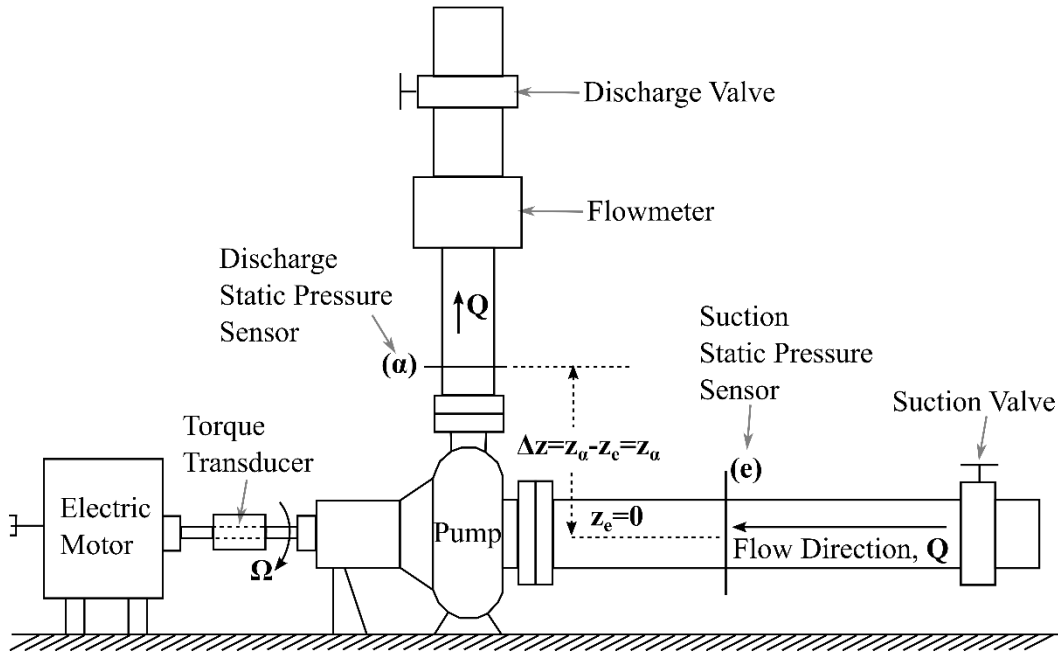 Discharge Valve
Flowmeter
Discharge
Static Pressure
Sensor
Q
(α)
Suction
Static Pressure
Sensor
Suction Valve
(e)
Torque
Transducer
Δz=zα-ze=zα
Electric
Motor
Ω
Pump
ze=0
Flow Direction, Q